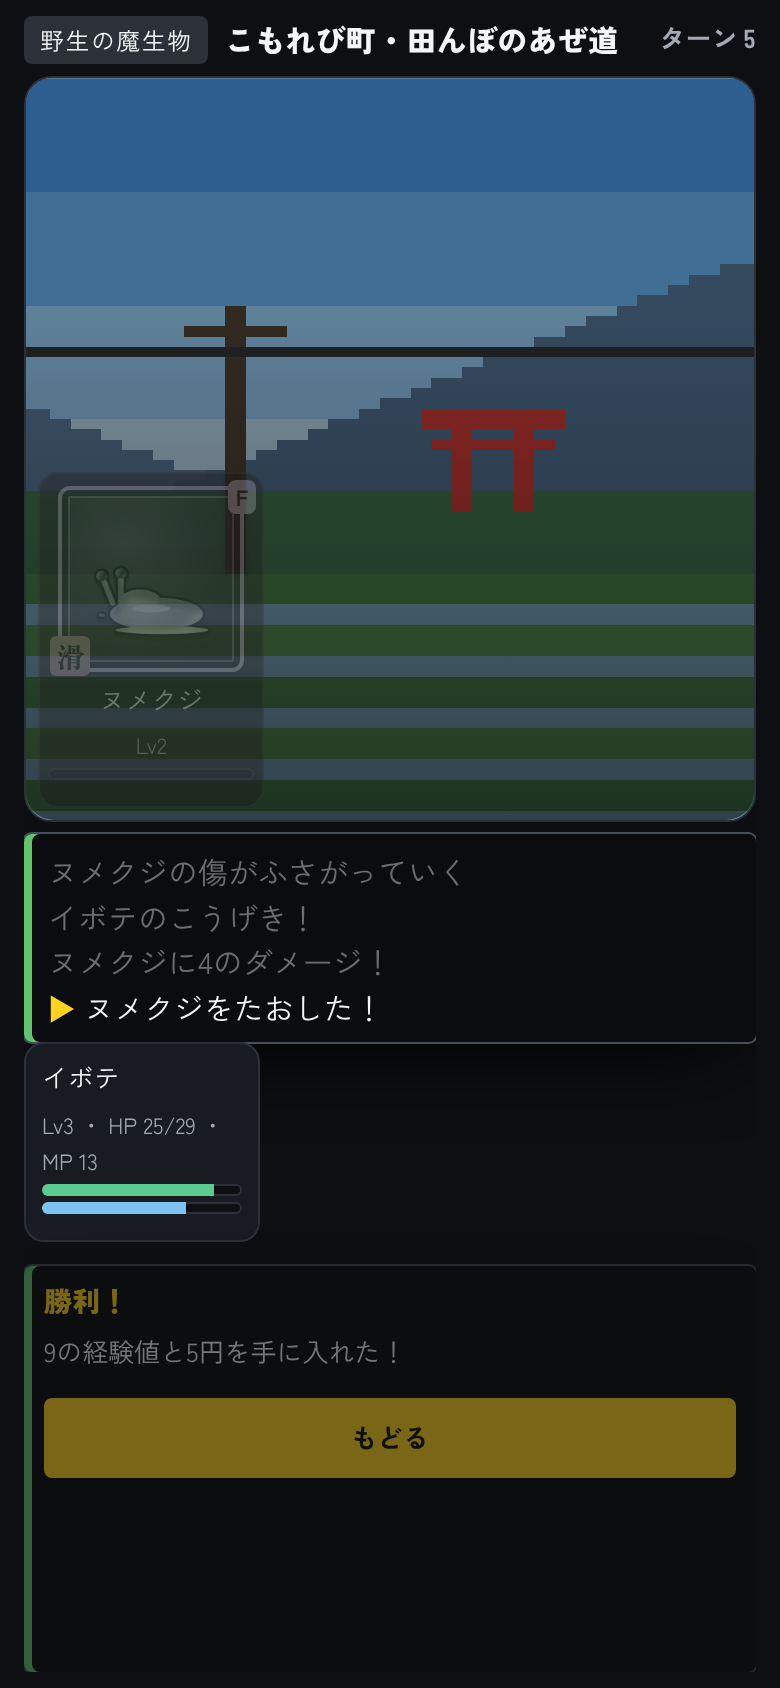 野生の魔生物 こもれび町・田んぼのあぜ道 ターン 5
F
滑
ヌメクジ
Lv2
ヌメクジの傷がふさがっていく
イボテのこうげき！
ヌメクジに4のダメージ！
▶ ヌメクジをたおした！
イボテ
Lv3 ・ HP 25/29 ・
MP 13
勝利！
9の経験値と5円を手に入れた！
もどる